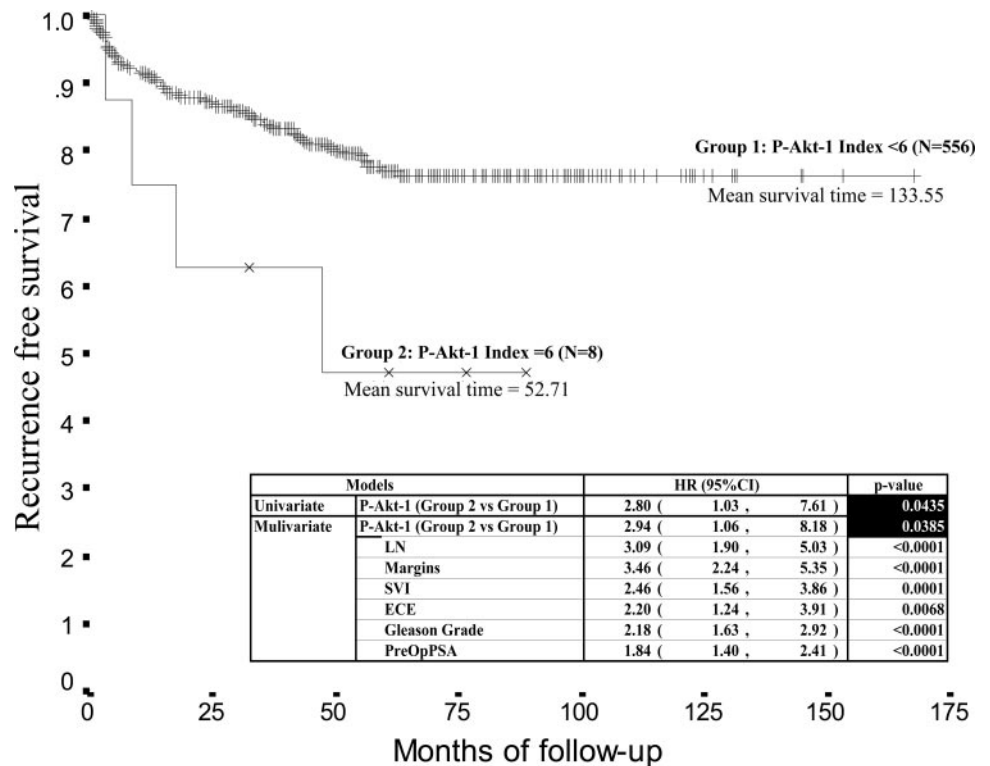 Recurrence free survival
1.0
.9
8
7
6
5
4
3
2
1
0
Group 1: P-Akt-1 Index <6 (N=556)
Mean survival time = 133.55
Group 2: P-Akt-1 Index =6 (N=8)
Mean survival time = 52.71
Models HR (95%CI) p-value
Univariate P-Akt-1 (Group 2 vs Group 1) 2.80 ( 1.03 , 7.61 ) 0.0435
Mulivariate P-Akt-1 (Group 2 vs Group 1) 2.94 ( 1.06 , 8.18 ) 0.0385
LN 3.09 ( 1.90 , 5.03 ) <0.0001
Margins 3.46 ( 2.24 , 5.35 ) <0.0001
SVI 2.46 ( 1.56 , 3.86 ) 0.0001
ECE 2.20 ( 1.24 , 3.91 ) 0.0068
Gleason Grade 2.18 ( 1.63 , 2.92 ) <0.0001
PreOpPSA 1.84 ( 1.40 , 2.41 ) <0.0001
0 25 50 75 100 125 150 175
Months of follow-up